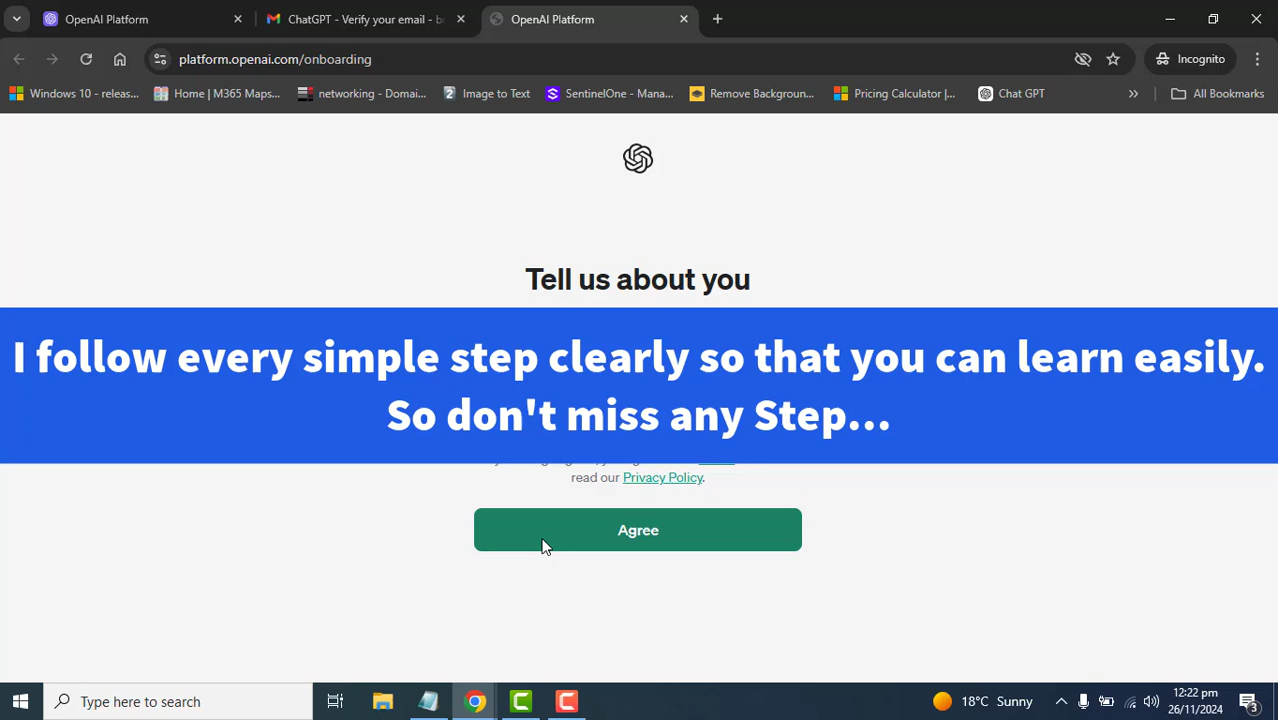 OpenAI Platform
ChatGPT - Verify your email - b
OpenAI Platform
platform.openai.com/onboarding
Incognito
Windows 10 - releas...
Home | M365 Maps...
networking - Domai...
Image to Text
SentinelOne - Mana...
Remove Backgroun...
Pricing Calculator |...
Chat GPT
All Bookmarks
Tell us about you
I follow every simple step clearly so that you can learn easily.
So don't miss any Step...
read our Privacy Policy.
Agree
Type here to search
18°C Sunny
12:22 pm
26/11/2024
3